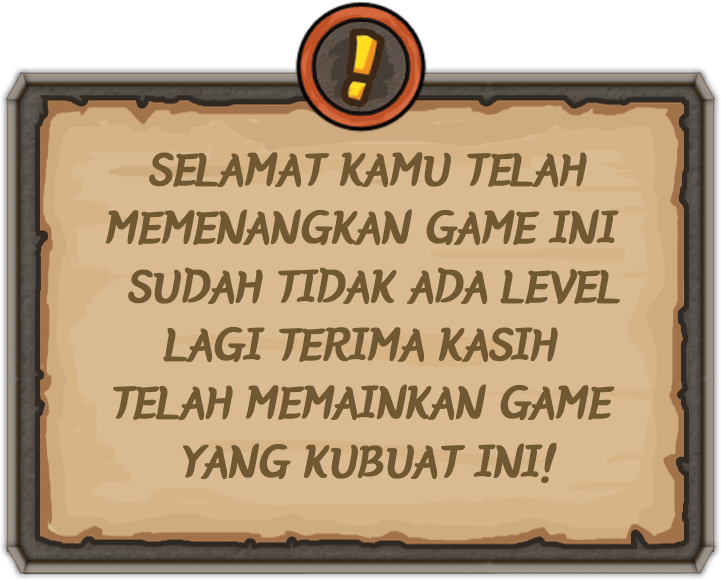 SELAMAT KAMU TELAH
MEMENANGKAN GAME INI
SUDAH TIDAK ADA LEVEL
LAGI TERIMA KASIH
TELAH MEMAINKAN GAME
YANG KUBUAT INI!